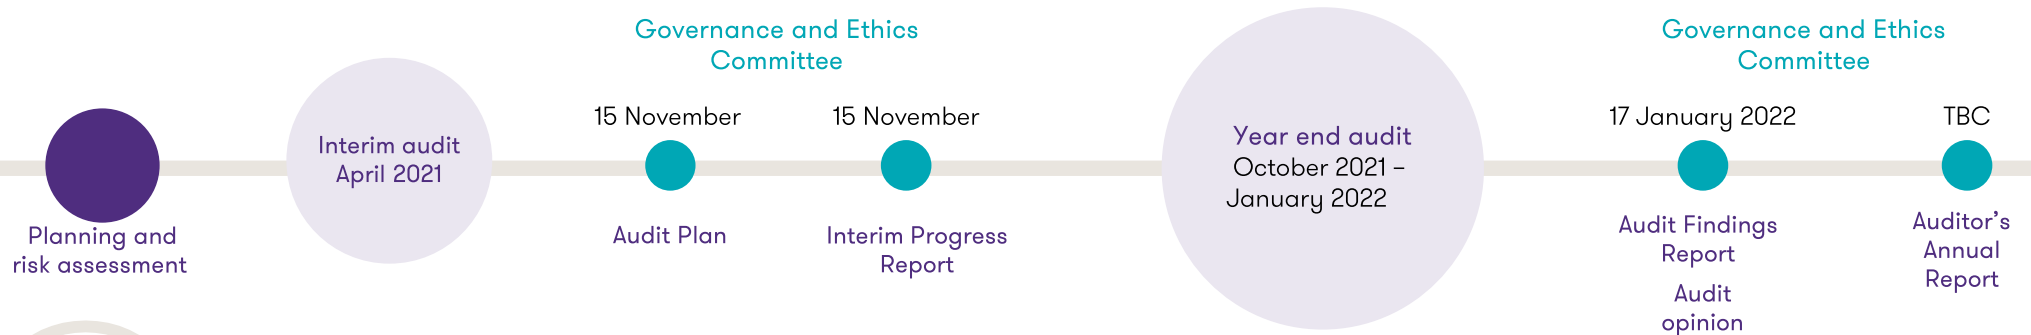 Planning and
risk assessment
Interim audit
April 2021
Governance and Ethics
Committee
15 November
Audit Plan
15 November
Interim Progress
Report
Year end audit
October 2021 –
January 2022
Governance and Ethics
Committee
17 January 2022
Audit Findings
Report
Audit
opinion
TBC
Auditor’s
Annual
Report